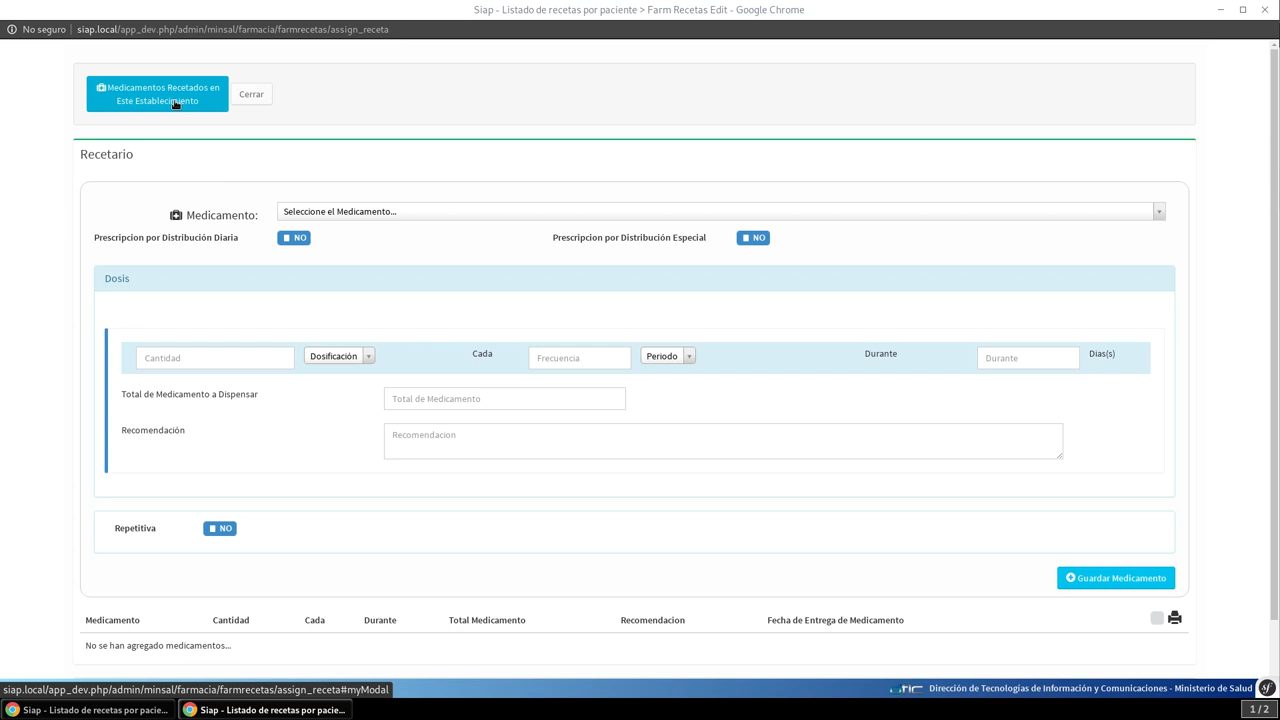 Siap - Listado de recetas por paciente > Farm Recetas Edit - Google Chrome
No seguro | siap.local/app_dev.php/admin/minsal/farmacia/farmrecetas/assign_receta
Medicamentos Recetados en
Este Establecimiento
Cerrar
Recetario
Medicamento:
Seleccione el Medicamento...
Prescripcion por Distribución Diaria
NO
Prescripcion por Distribución Especial
NO
Dosis
Cantidad
Dosificación
Cada
Frecuencia
Periodo
Durante
Durante
Dias(s)
Total de Medicamento a Dispensar
Total de Medicamento
Recomendación
Recomendacion
Repetitiva
NO
Guardar Medicamento
Medicamento Cantidad Cada Durante Total Medicamento Recomendacion Fecha de Entrega de Medicamento
No se han agregado medicamentos...
siap.local/app_dev.php/admin/minsal/farmacia/farmrecetas/assign_receta#myModal
Dirección de Tecnologías de Información y Comunicaciones - Ministerio de Salud
sf
Siap - Listado de recetas por pacie...
Siap - Listado de recetas por pacie...
1 / 2